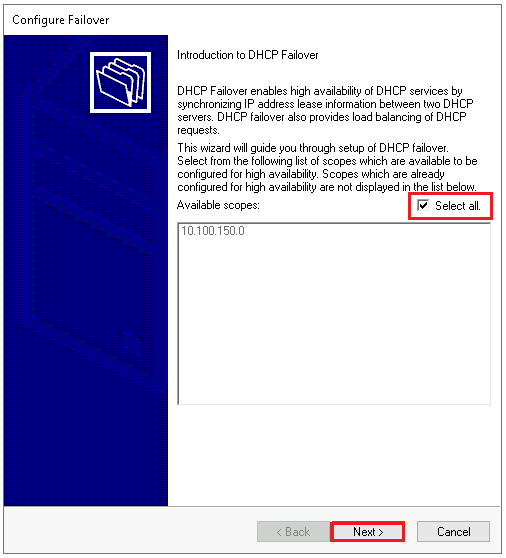 Configure Failover
Introduction to DHCP Failover
DHCP Failover enables high availability of DHCP services by
synchronizing IP address lease information between two DHCP
servers. DHCP failover also provides load balancing of DHCP
requests.
This wizard will guide you through setup of DHCP failover.
Select from the following list of scopes which are available to be
configured for high availability. Scopes which are already
configured for high availability are not displayed in the list below.
Available scopes:
Select all.
10.100.150.0
< Back
Next >
Cancel